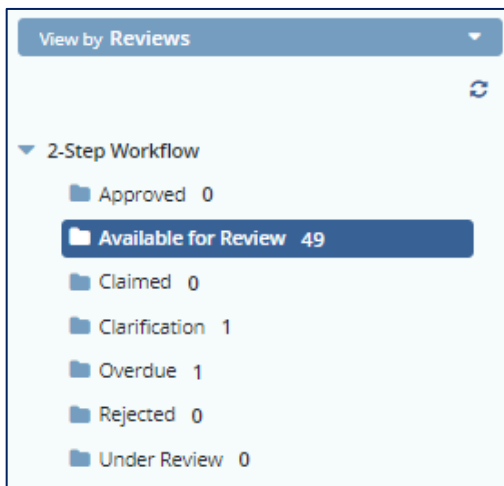 View by Reviews
2-Step Workflow
Approved 0
Available for Review 49
Claimed 0
Clarification 1
Overdue 1
Rejected 0
Under Review 0